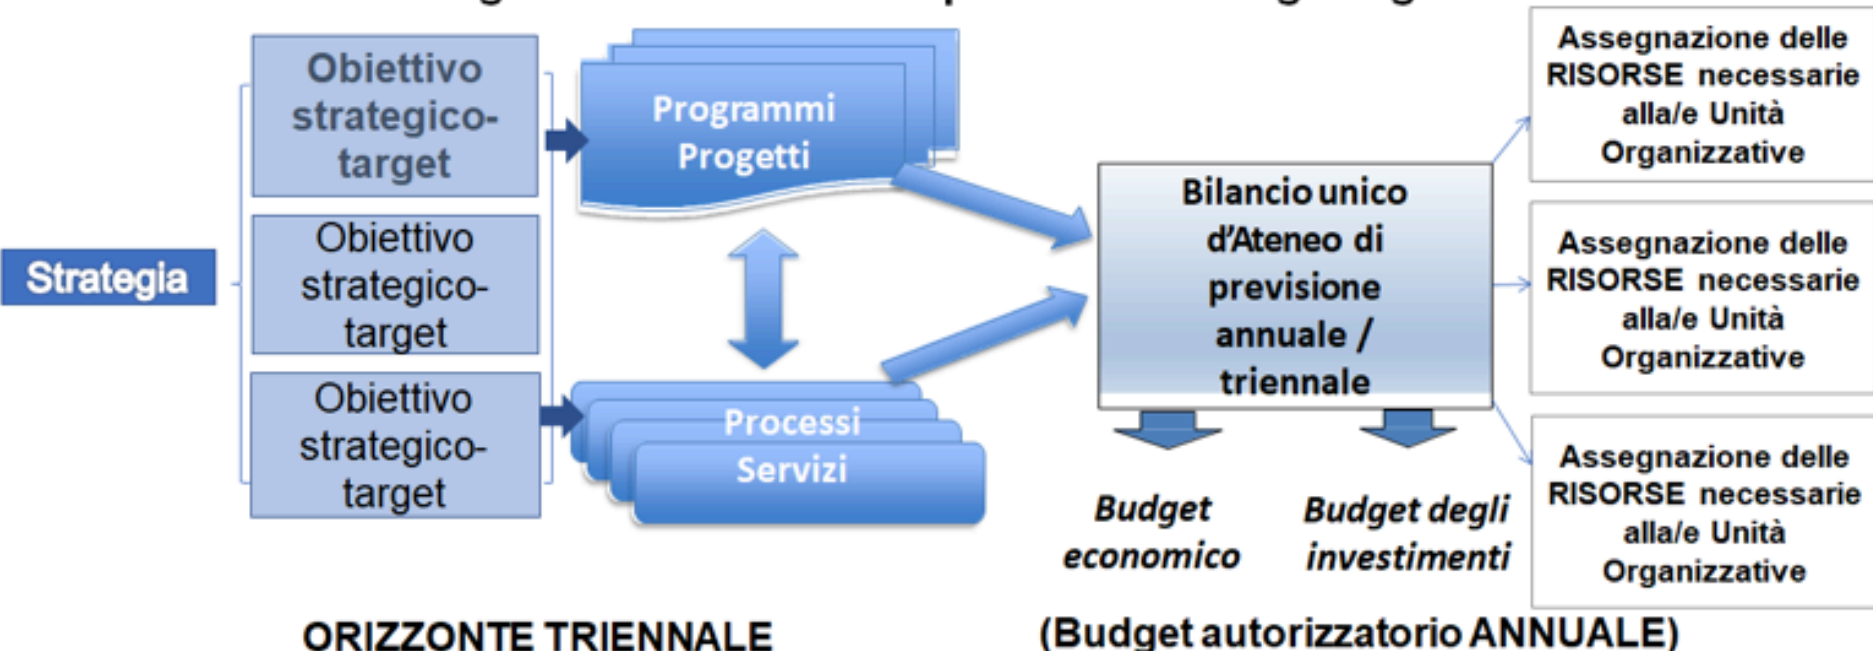 Strategia
Obiettivo
strategico-
target
Obiettivo
strategico-
target
Obiettivo
strategico-
target
Programmi
Progetti
Processi
Servizi
Bilancio unico
d'Ateneo di
previsione
annuale /
triennale
Budget
economico
Budget degli
investimenti
Assegnazione delle
RISORSE necessarie
alla/e Unità
Organizzative
Assegnazione delle
RISORSE necessarie
alla/e Unità
Organizzative
Assegnazione delle
RISORSE necessarie
alla/e Unità
Organizzative
ORIZZONTE TRIENNALE
(Budget autorizzatorio ANNUALE)